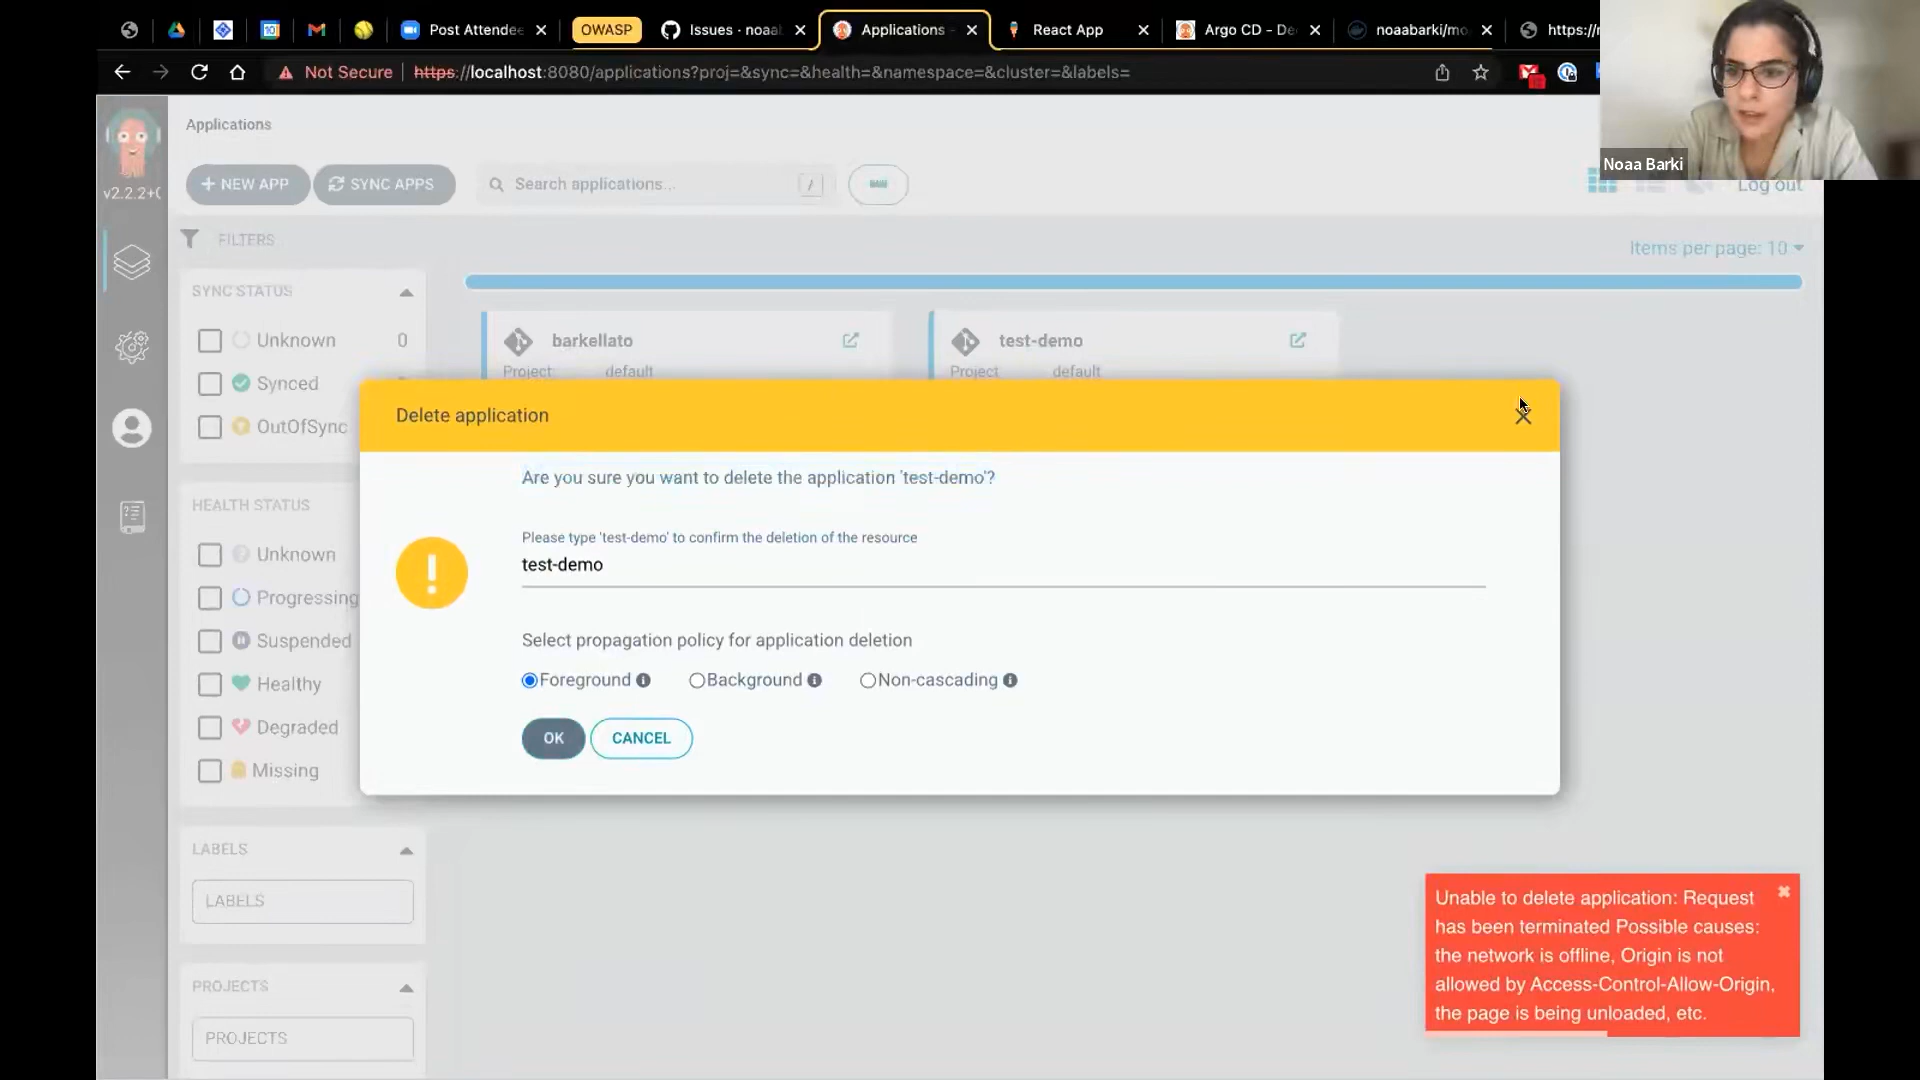 Post Attende
OWASP
Issues · noaa
Applications -
React App
Argo CD - De
noaabarki/mo
https://r
Not Secure
https://localhost:8080/applications?proj=&sync=&health=&namespace=&cluster=&labels=
Noaa Barki
v2.2.2+0
Applications
NEW APP
SYNC APPS
Search applications...
/
Log out
FILTERS
Items per page: 10
SYNC STATUS
Unknown 0
Synced
OutOfSync
HEALTH STATUS
Unknown
Progressing
Suspended
Healthy
Degraded
Missing
LABELS
LABELS
PROJECTS
PROJECTS
barkellato
Project: default
test-demo
Project: default
Delete application
Are you sure you want to delete the application 'test-demo'?
Please type 'test-demo' to confirm the deletion of the resource
test-demo
Select propagation policy for application deletion
Foreground
Background
Non-cascading
OK
CANCEL
Unable to delete application: Request
has been terminated Possible causes:
the network is offline, Origin is not
allowed by Access-Control-Allow-Origin,
the page is being unloaded, etc.